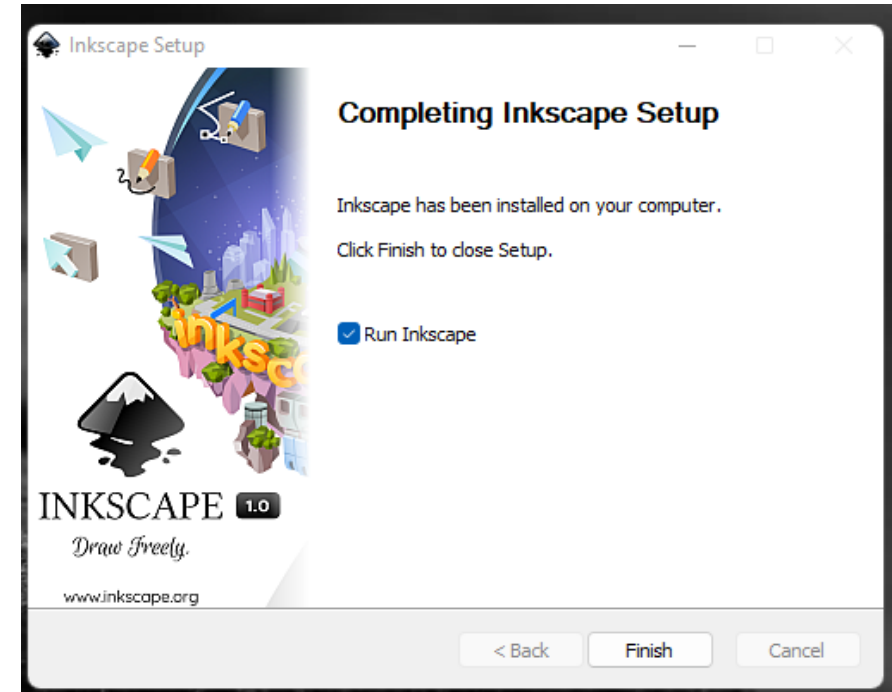 Inkscape Setup
Completing Inkscape Setup
Inkscape has been installed on your computer.
Click Finish to close Setup.
Run Inkscape
inksc
INKSCAPE 1.0
Draw Freely.
www.inkscape.org
< Back Finish Cancel